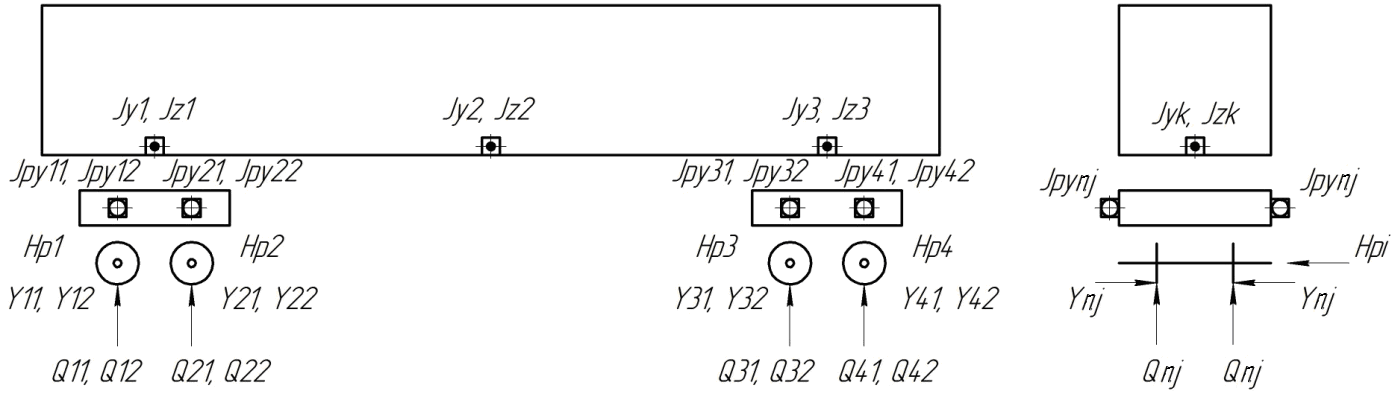 Jy1, Jz1 Jy2, Jz2 Jy3, Jz3 Jyk, Jzk
Jpy11, Jpy12 Jpy21, Jpy22 Jpy31, Jpy32 Jpy41, Jpy42 Jpynj Jpynj
Hp1 Hp2 Hp3 Hp4 Hpi
Y11, Y12 Y21, Y22 Y31, Y32 Y41, Y42 Ynj Ynj
Q11, Q12 Q21, Q22 Q31, Q32 Q41, Q42 Qnj Qnj